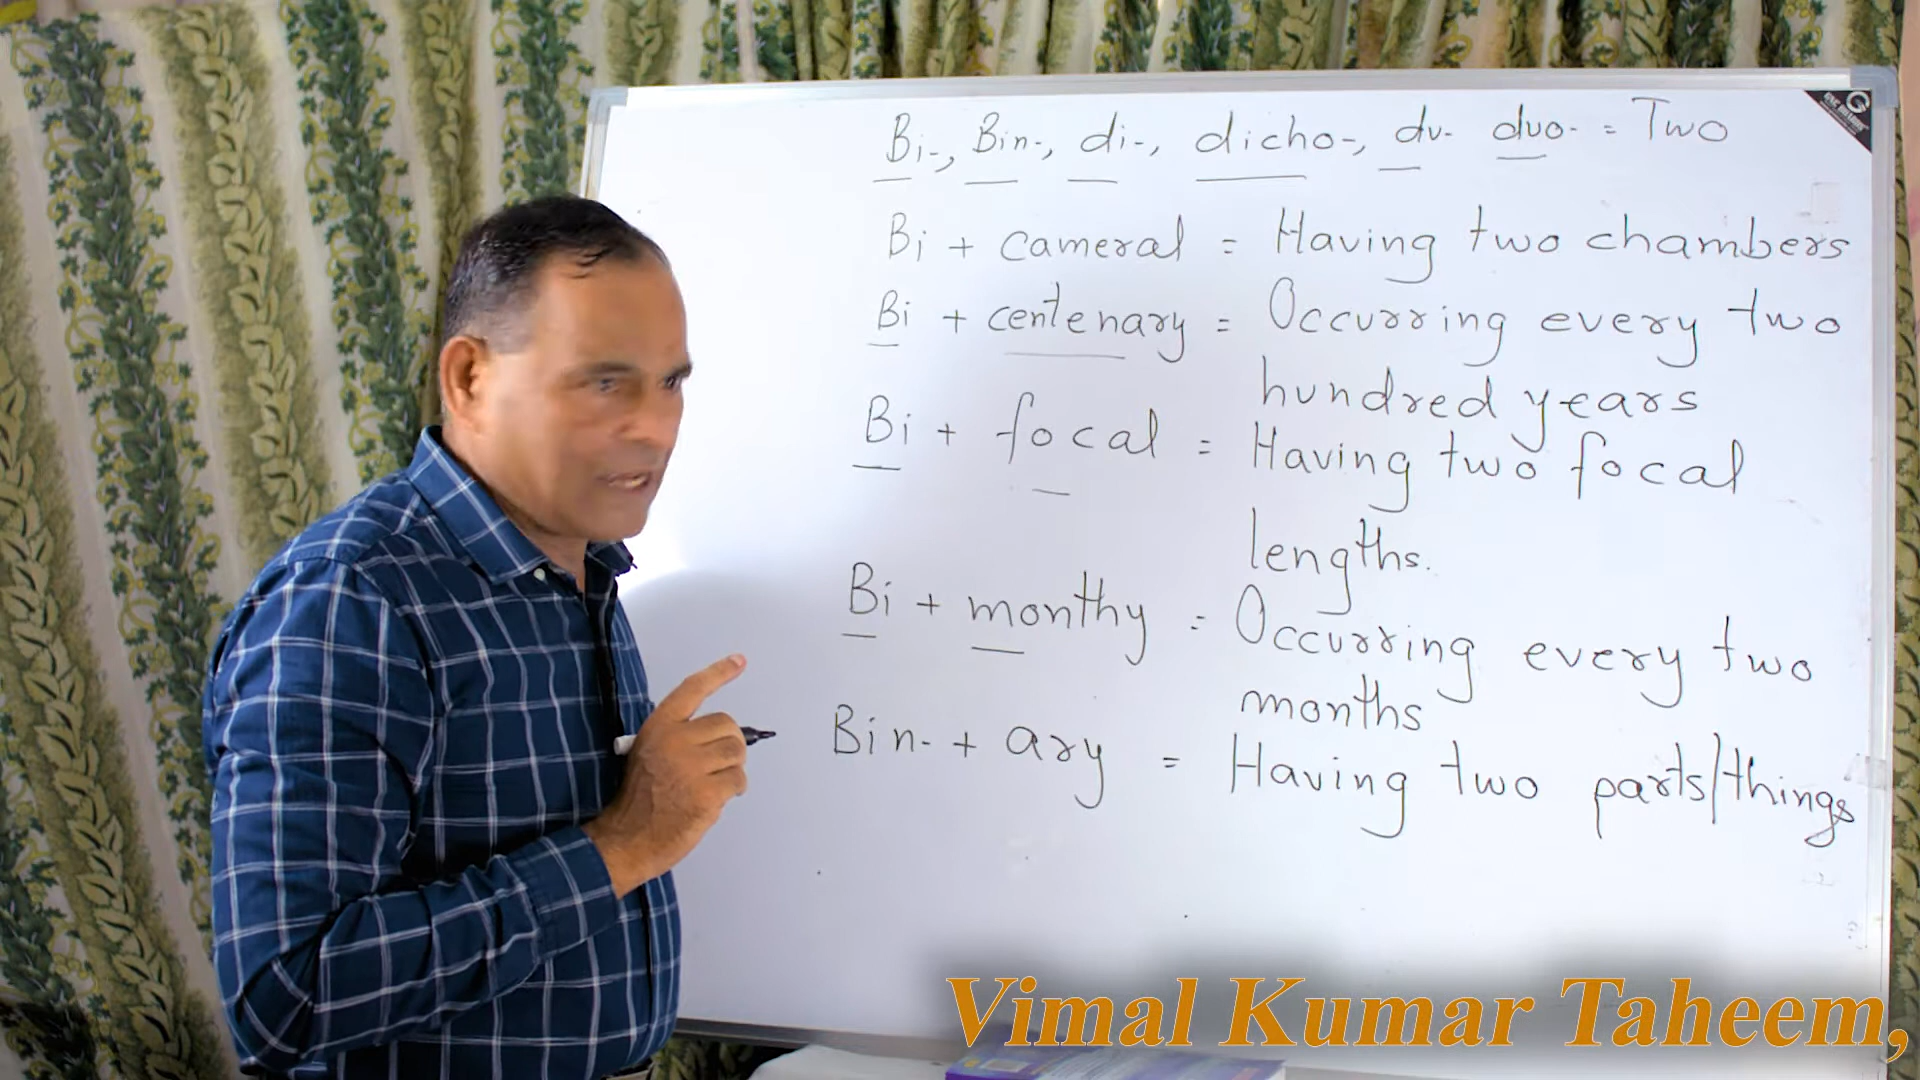 Bi-, Bin-, di-, dicho-, du- duo- = Two
Bi + cameral = Having two chambers
Bi + centenary = Occurring every two
hundred years
Bi + focal = Having two focal
lengths.
Bi + monthy = Occurring every two
months
Bin- + ary = Having two parts/things
Vimal Kumar Taheem,